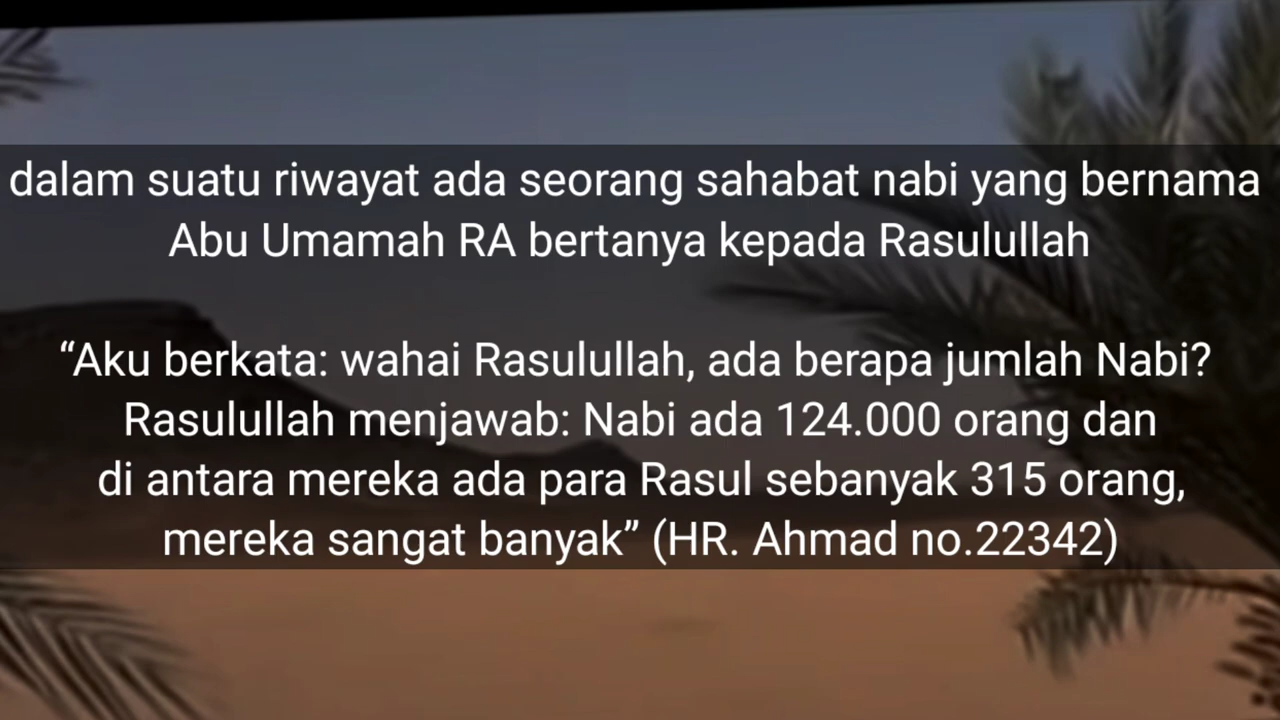 dalam suatu riwayat ada seorang sahabat nabi yang bernama
Abu Umamah RA bertanya kepada Rasulullah
“Aku berkata: wahai Rasulullah, ada berapa jumlah Nabi?
Rasulullah menjawab: Nabi ada 124.000 orang dan
di antara mereka ada para Rasul sebanyak 315 orang,
mereka sangat banyak” (HR. Ahmad no.22342)